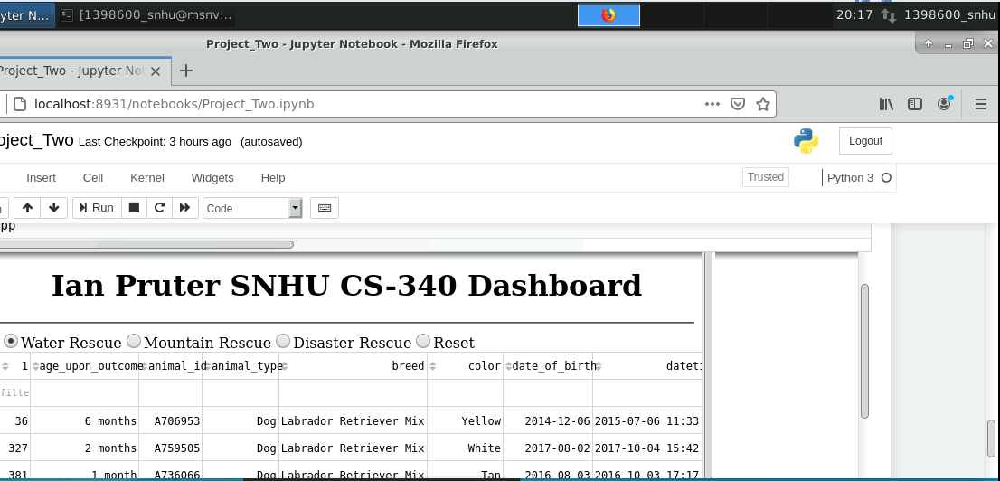 yter N... [1398600_snhu@msnv... 20:17 1398600_snhu
Project_Two - Jupyter Notebook - Mozilla Firefox
Project_Two - Jupyter Not
localhost:8931/notebooks/Project_Two.ipynb
oject_Two Last Checkpoint: 3 hours ago (autosaved) Logout
Insert Cell Kernel Widgets Help Trusted Python 3
Run Code
pp
Ian Pruter SNHU CS-340 Dashboard
Water Rescue Mountain Rescue Disaster Rescue Reset
1 age_upon_outcome animal_id animal_type breed color date_of_birth dateti
filte
36 6 months A706953 Dog Labrador Retriever Mix Yellow 2014-12-06 2015-07-06 11:33
327 2 months A759505 Dog Labrador Retriever Mix White 2017-08-02 2017-10-04 15:42
381 1 month A736066 Dog Labrador Retriever Mix Tan 2016-08-03 2016-10-03 17:17